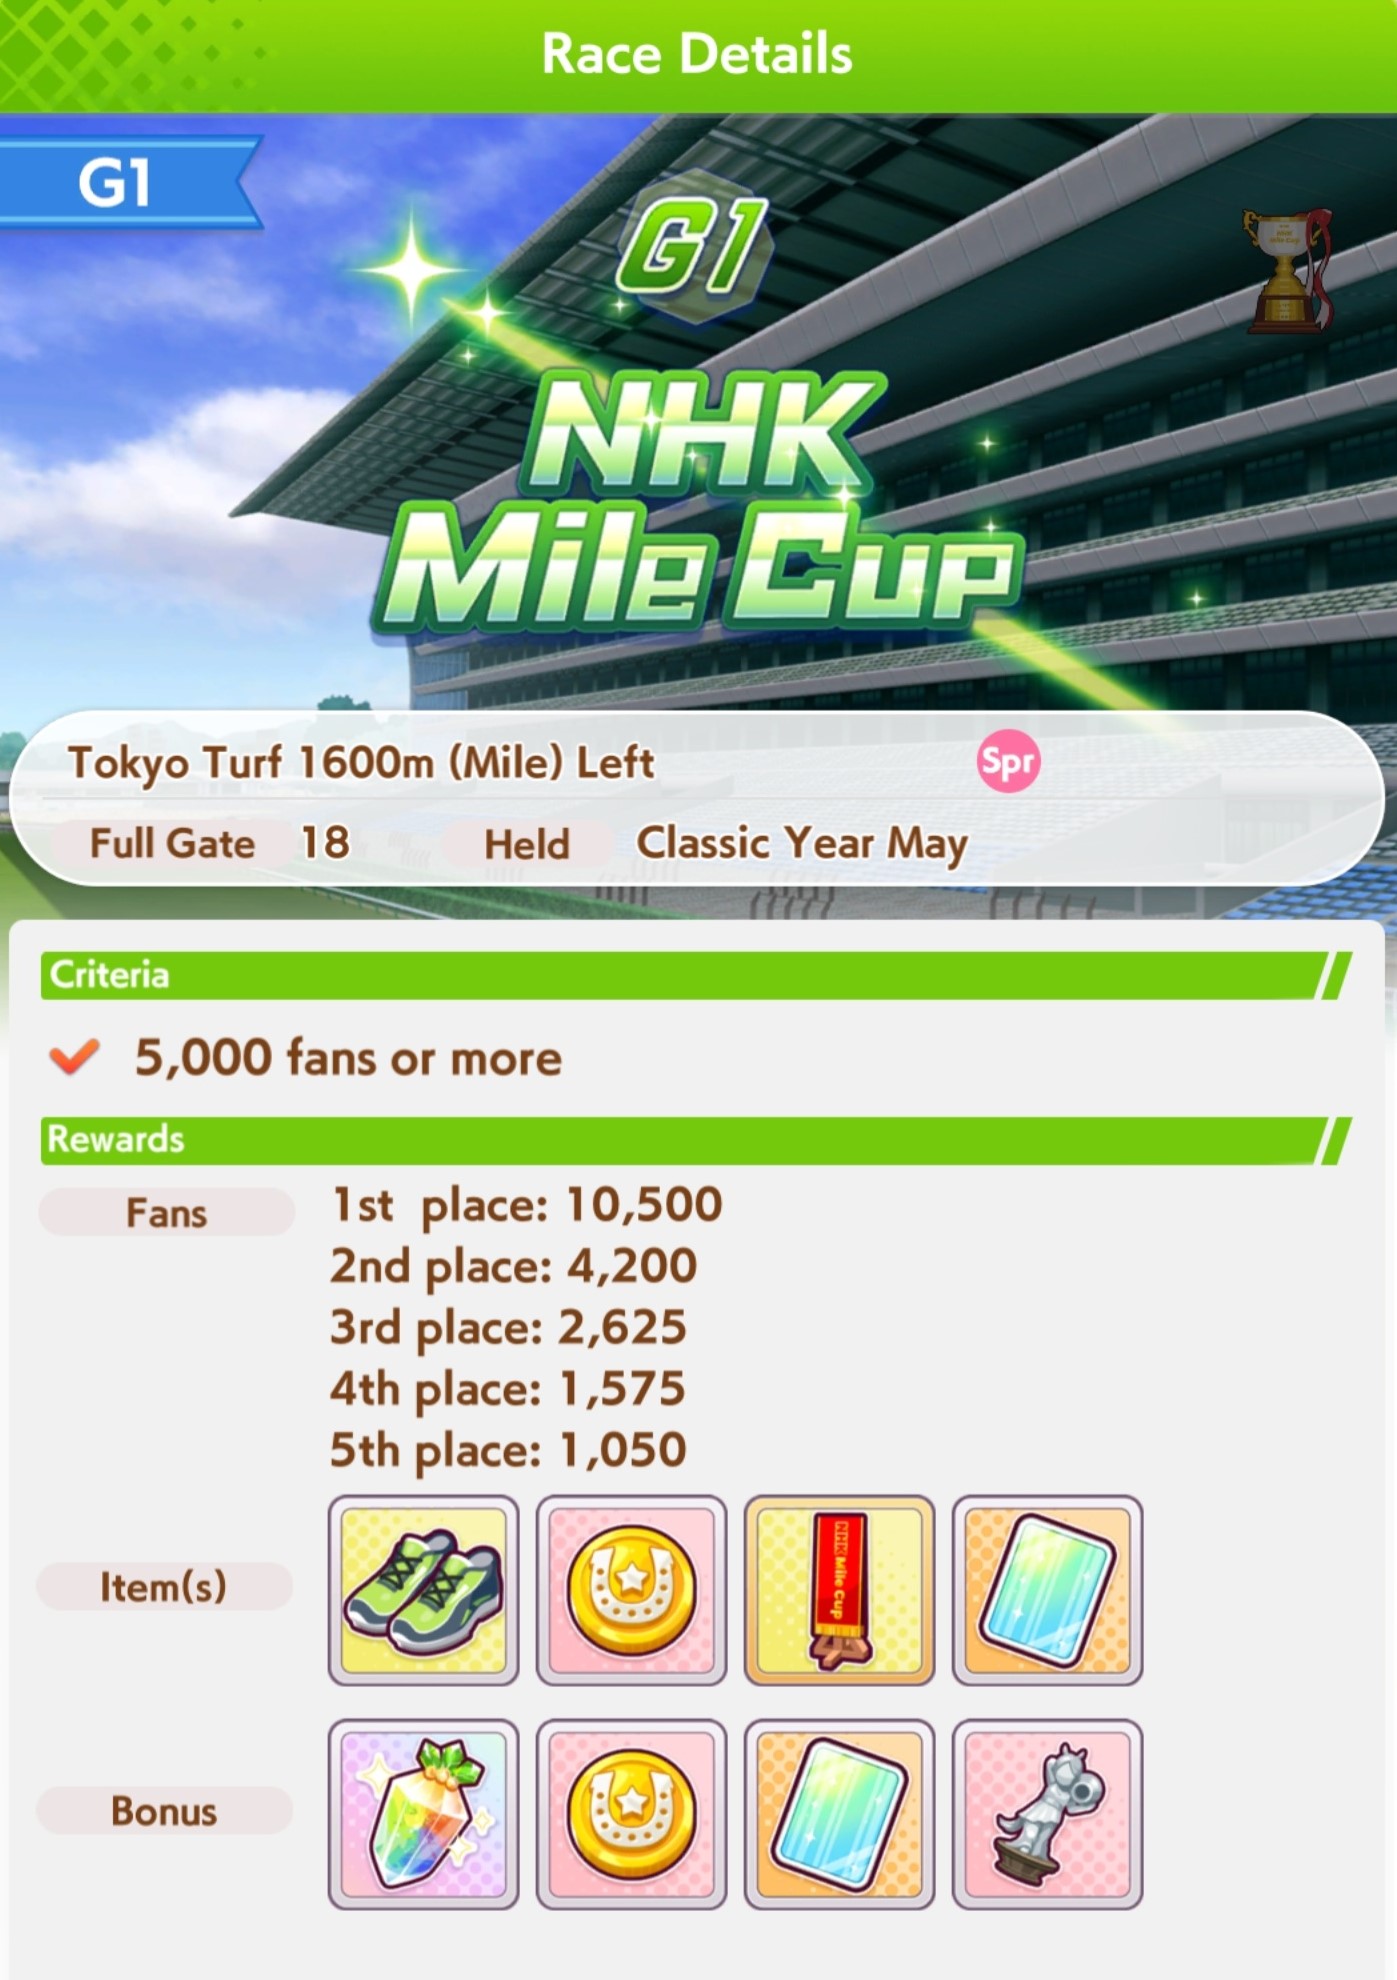 Race Details
G1
G1
NHK
Mile Cup
Tokyo Turf 1600m (Mile) Left
Spr
Full Gate 18 Held Classic Year May
Criteria
5,000 fans or more
Rewards
Fans
1st place: 10,500
2nd place: 4,200
3rd place: 2,625
4th place: 1,575
5th place: 1,050
Item(s)
NHK Mile Cup
Bonus